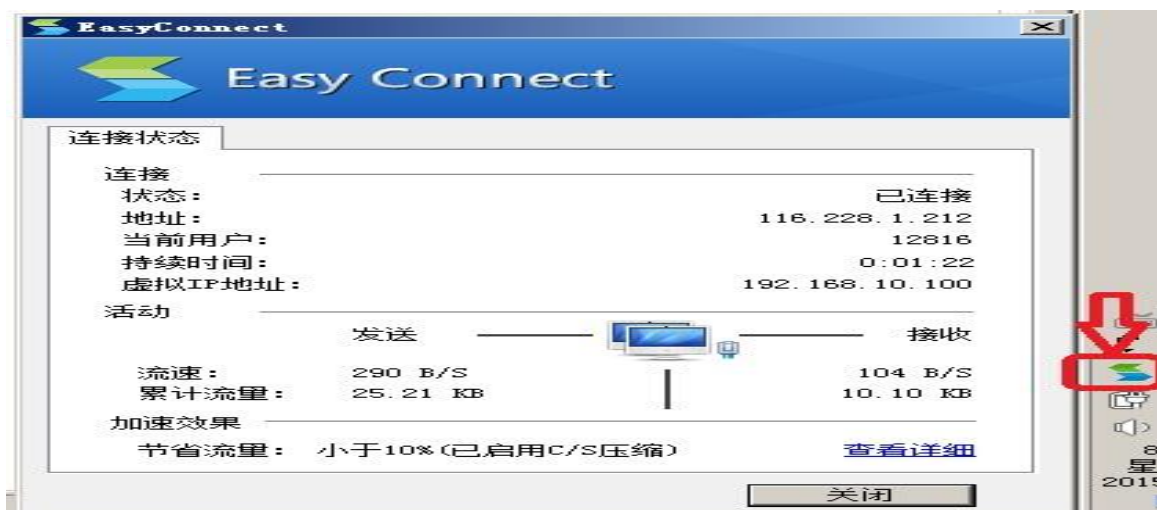 EasyConnect
Easy Connect
连接状态
连接
状态: 已连接
地址: 116.228.1.212
当前用户: 12816
持续时间: 0:01:22
虚拟IP地址: 192.168.10.100
活动
发送 接收
流速: 290 B/S 104 B/S
累计流量: 25.21 KB 10.10 KB
加速效果
节省流量: 小于10%(已启用C/S压缩) 查看详细
关闭
8
星
2015